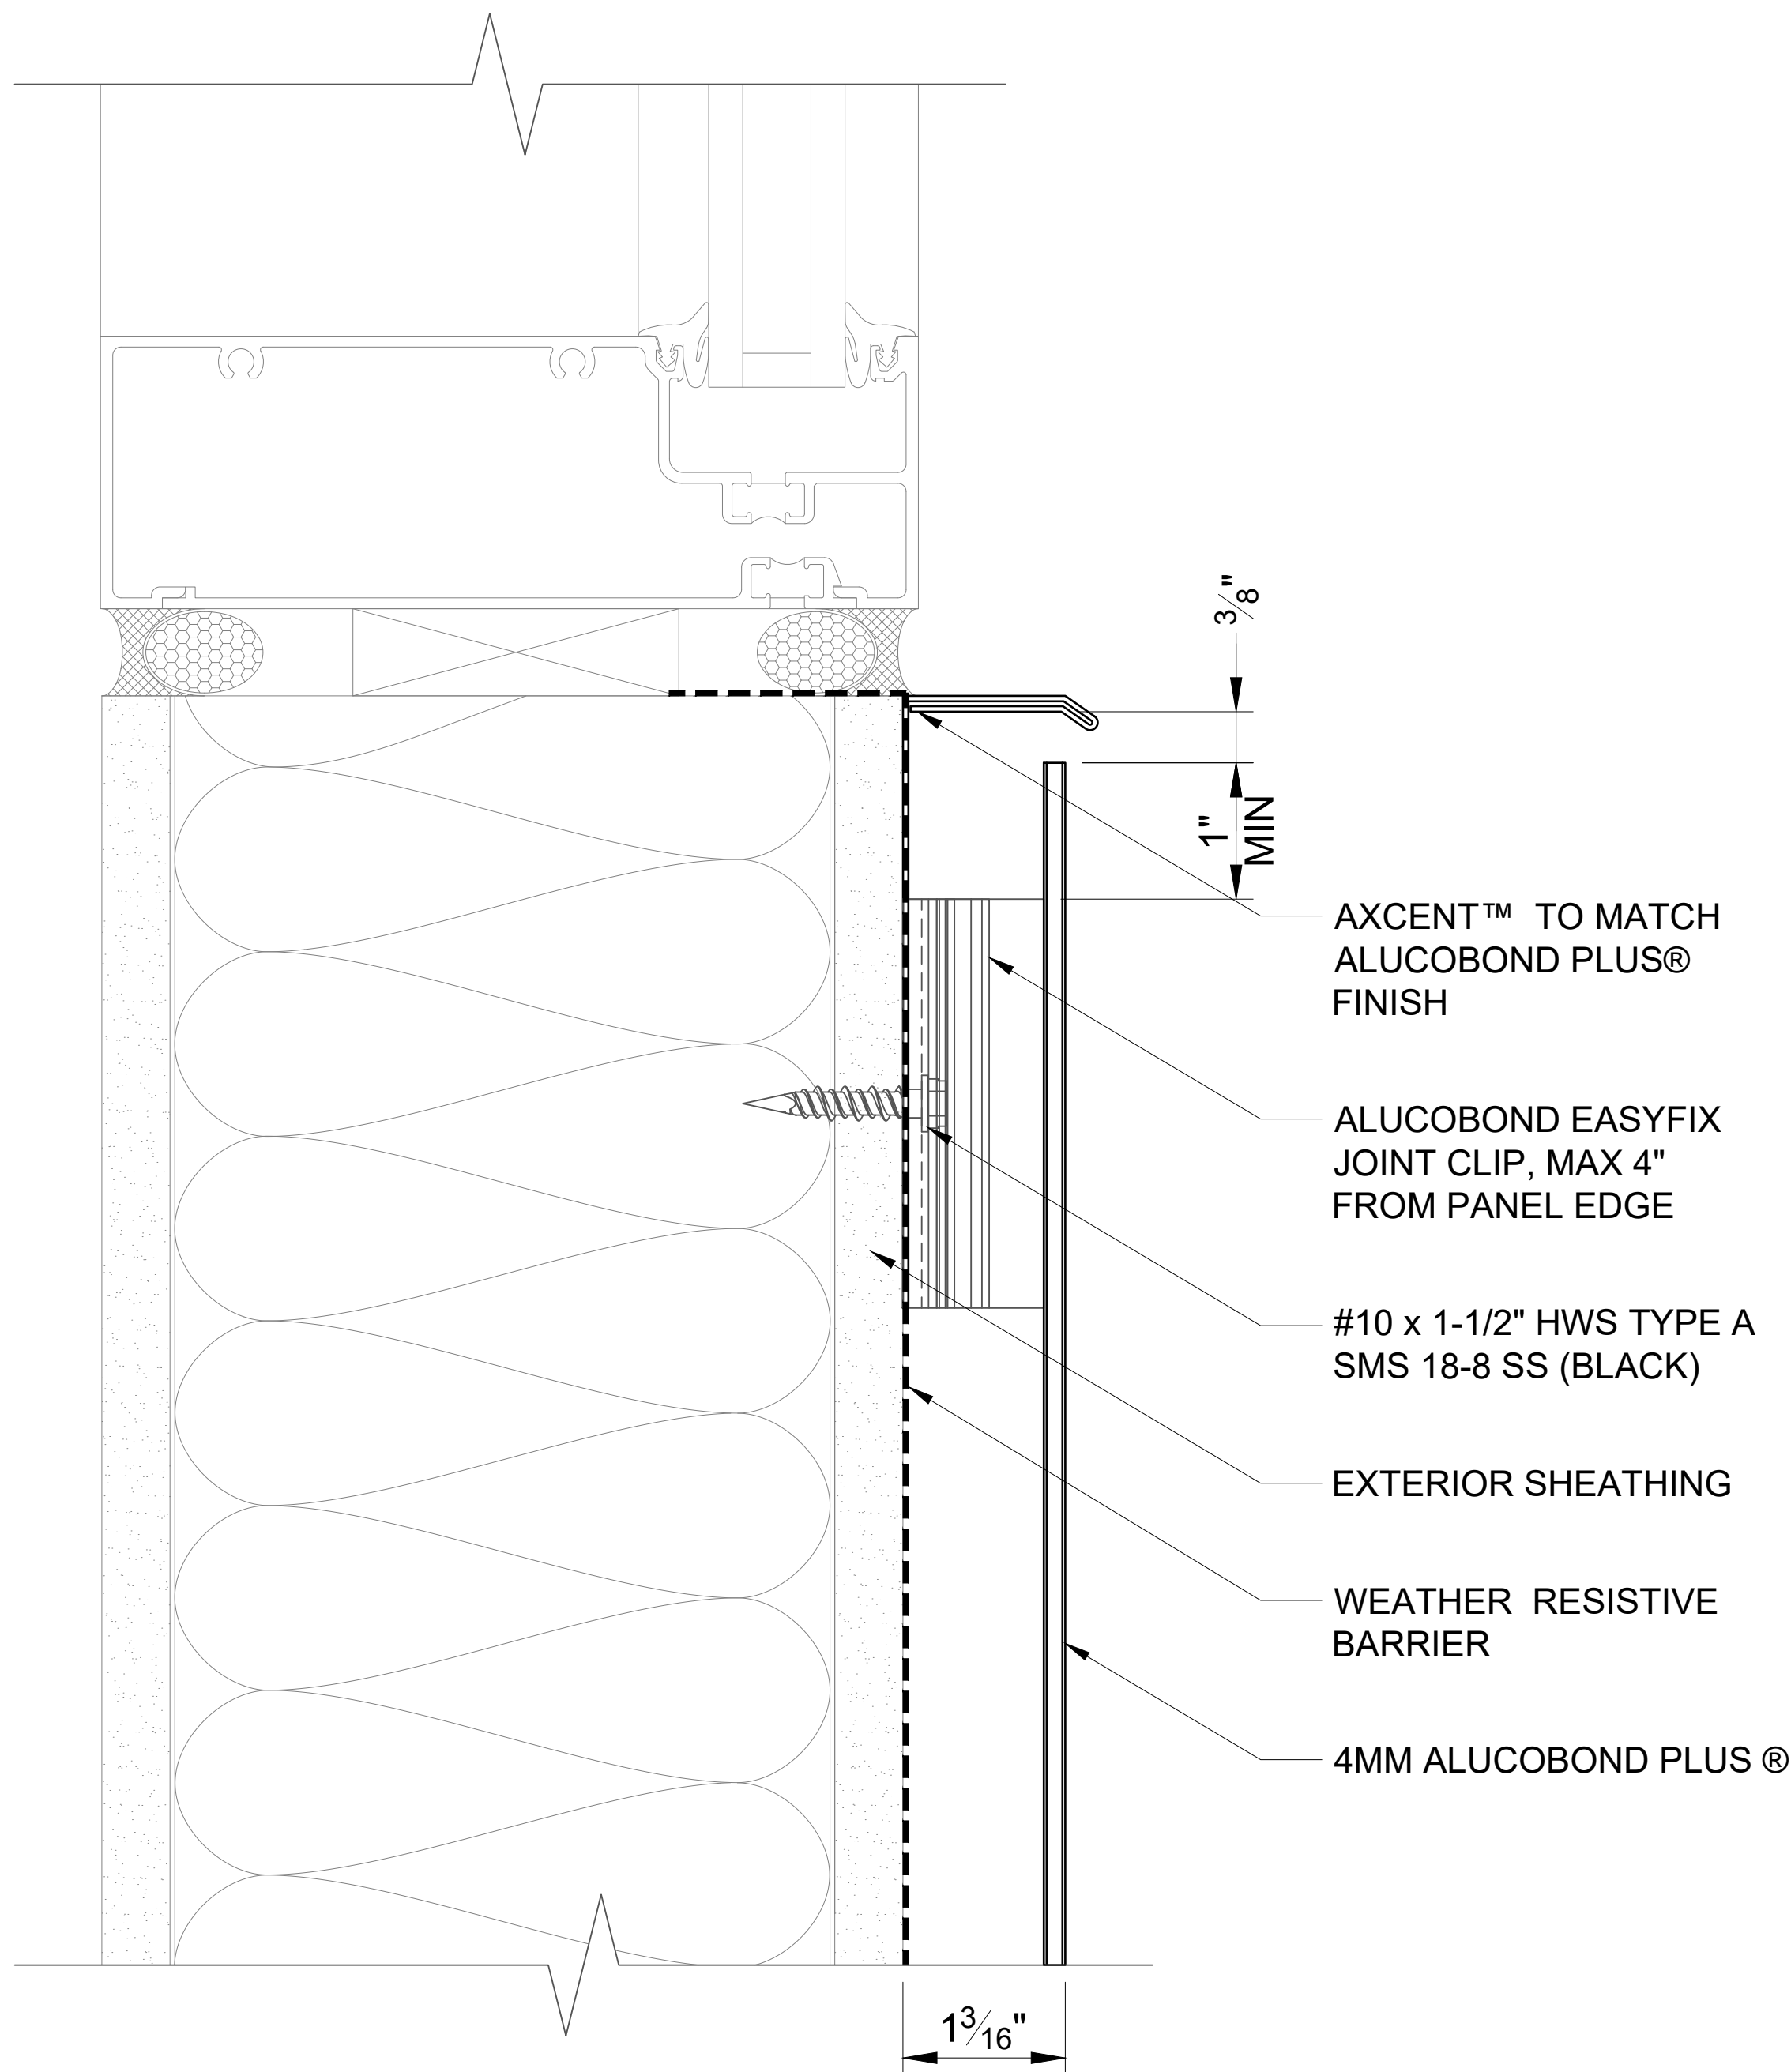 3/8"
1"
MIN
AXCENT™ TO MATCH
ALUCOBOND PLUS®
FINISH
ALUCOBOND EASYFIX
JOINT CLIP, MAX 4"
FROM PANEL EDGE
#10 x 1-1/2" HWS TYPE A
SMS 18-8 SS (BLACK)
EXTERIOR SHEATHING
WEATHER RESISTIVE
BARRIER
4MM ALUCOBOND PLUS ®
1 3/16"